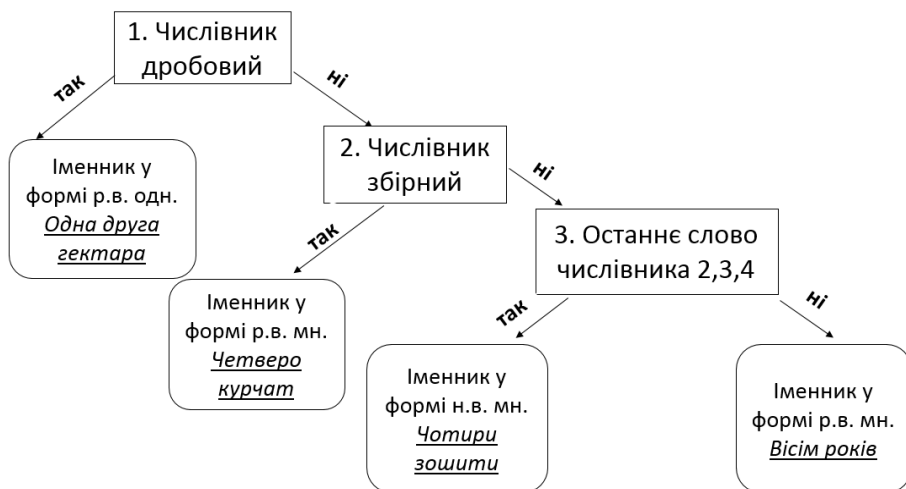 1. Числівник
дробовий
так
ні
Іменник у
формі р.в. одн.
Одна друга
гектара
2. Числівник
збірний
так
ні
Іменник у
формі р.в. мн.
Четверо
курчат
3. Останнє слово
числівника 2,3,4
так
ні
Іменник у
формі н.в. мн.
Чотири
зошити
Іменник у
формі р.в. мн.
Вісім років